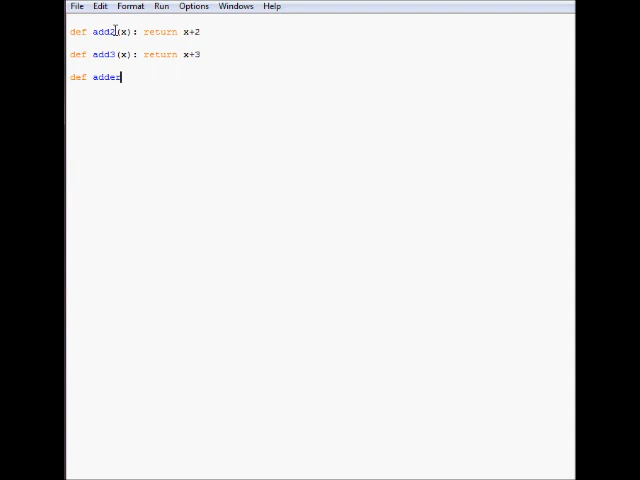 File Edit Format Run Options Windows Help
def add2(x): return x+2
def add3(x): return x+3
def adder